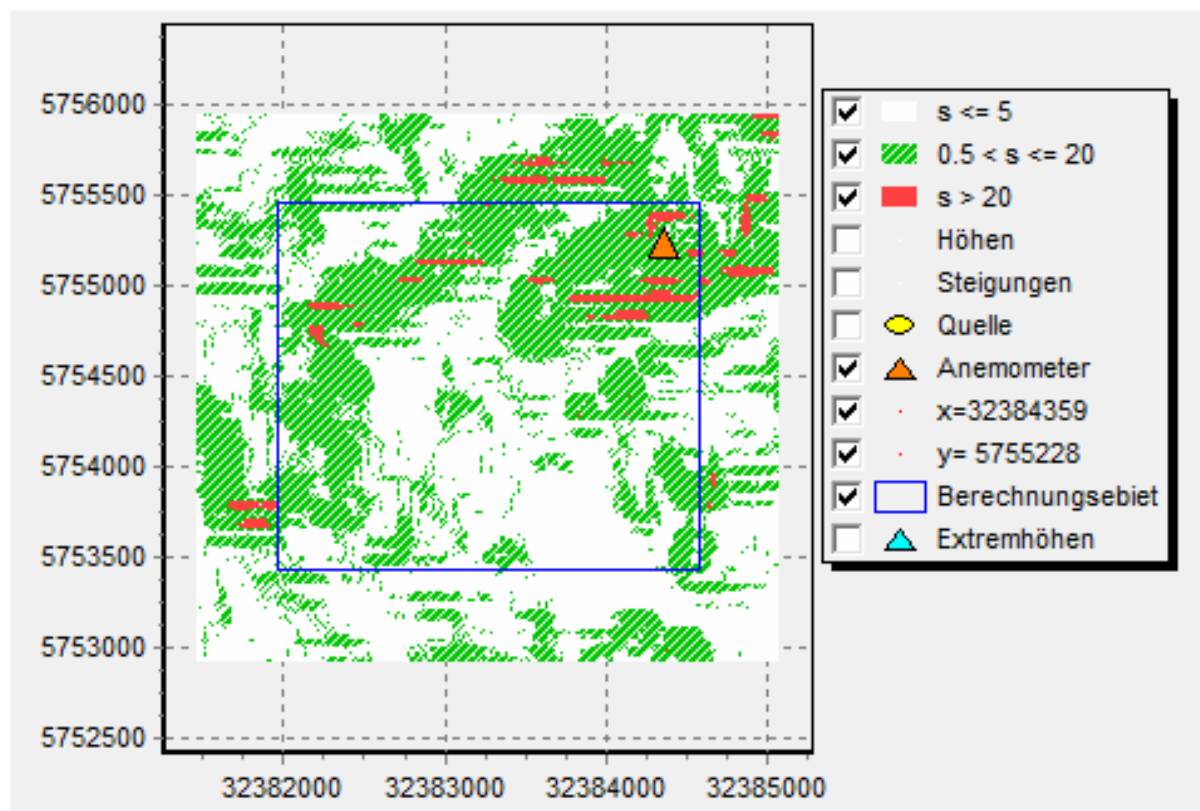 5756000
5755500
5755000
5754500
5754000
5753500
5753000
5752500
32382000 32383000 32384000 32385000
s <= 5
0.5 < s <= 20
s > 20
Höhen
Steigungen
Quelle
Anemometer
x=32384359
y= 5755228
Berechnungsebiet
Extremhöhen